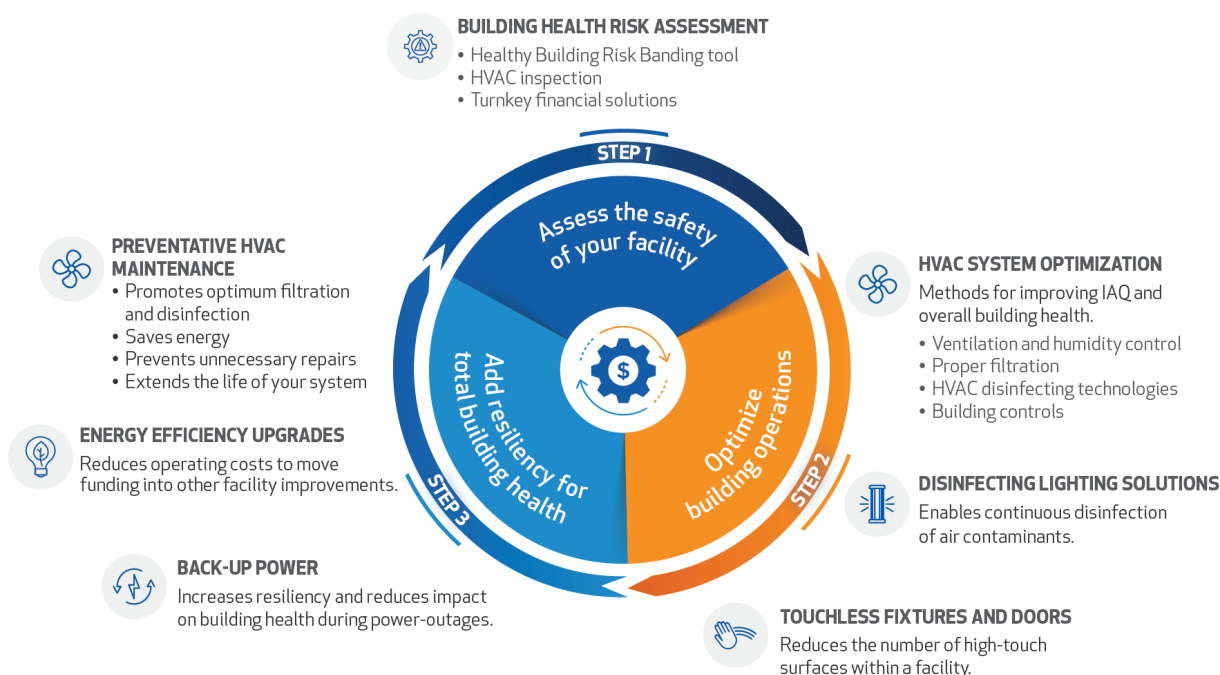 BUILDING HEALTH RISK ASSESSMENT
• Healthy Building Risk Banding tool
• HVAC inspection
• Turnkey financial solutions
STEP 1
Assess the safety
of your facility
HVAC SYSTEM OPTIMIZATION
Methods for improving IAQ and
overall building health.
• Ventilation and humidity control
• Proper filtration
• HVAC disinfecting technologies
• Building controls
STEP 2
Optimize
building operations
DISINFECTING LIGHTING SOLUTIONS
Enables continuous disinfection
of air contaminants.
TOUCHLESS FIXTURES AND DOORS
Reduces the number of high-touch
surfaces within a facility.
STEP 3
Add resiliency for
total building health
PREVENTATIVE HVAC
MAINTENANCE
• Promotes optimum filtration
and disinfection
• Saves energy
• Prevents unnecessary repairs
• Extends the life of your system
ENERGY EFFICIENCY UPGRADES
Reduces operating costs to move
funding into other facility improvements.
BACK-UP POWER
Increases resiliency and reduces impact
on building health during power-outages.
$